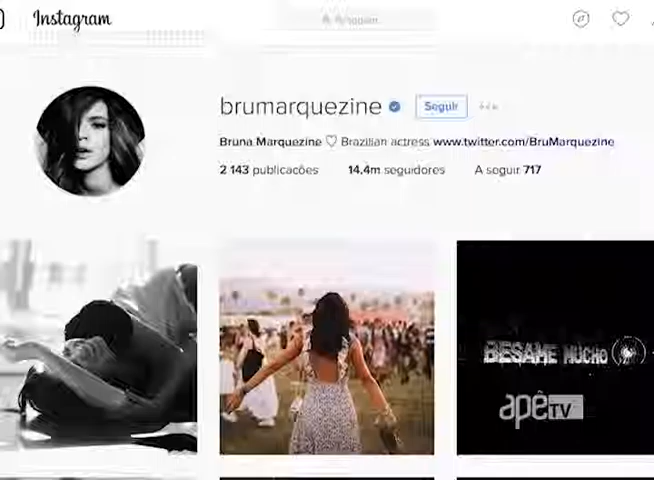 Instagram
brumarquezine Seguir
Bruna Marquezine ♡ Brazilian actress www.twitter.com/BruMarquezine
2 143 publicações 14.4m seguidores A seguir 717
BESAME MUCHO
apê TV